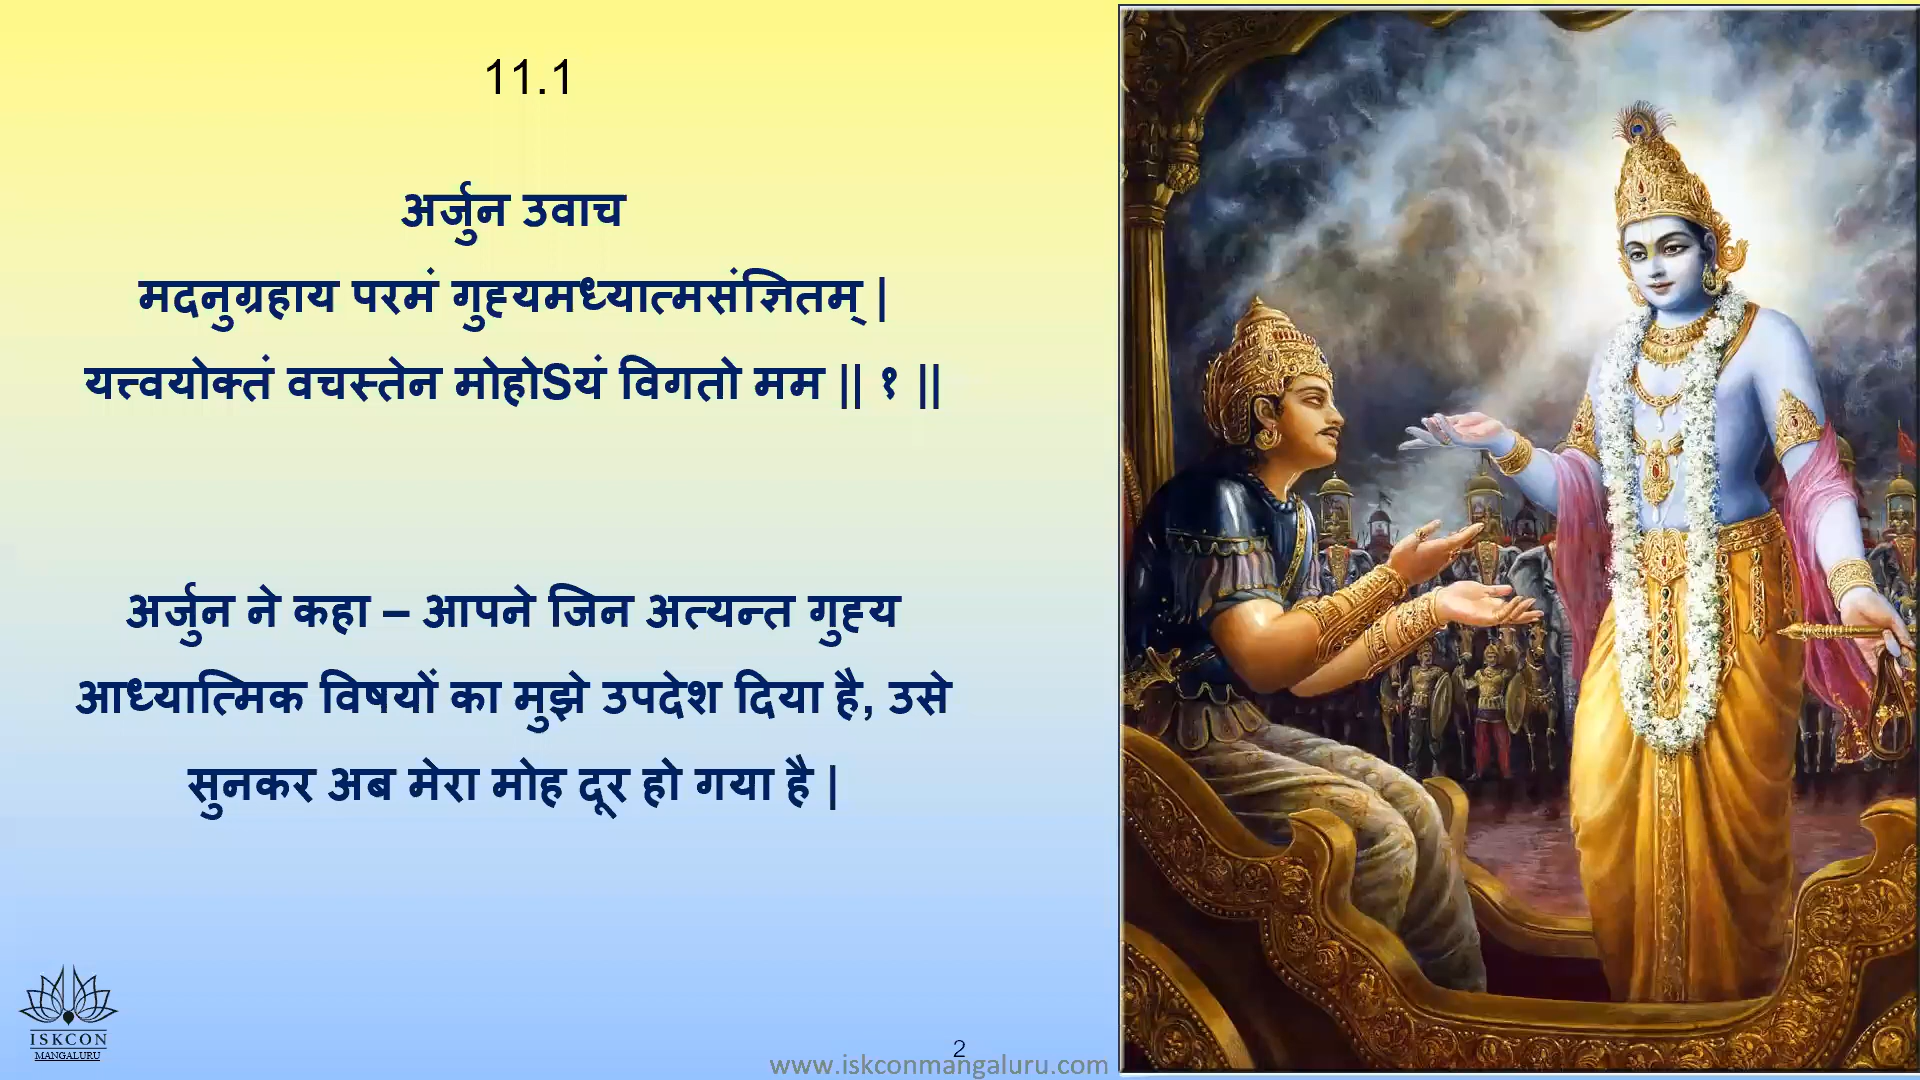 11.1
अर्जुन उवाच
मदनुग्रहाय परमं गुह्यमध्यात्मसंज्ञितम् |
यत्त्वयोक्तं वचस्तेन मोहोSयं विगतो मम || १ ||
अर्जुन ने कहा – आपने जिन अत्यन्त गुह्य
आध्यात्मिक विषयों का मुझे उपदेश दिया है, उसे
सुनकर अब मेरा मोह दूर हो गया है |
ISKCON
MANGALURU
2
www.iskconmangaluru.com